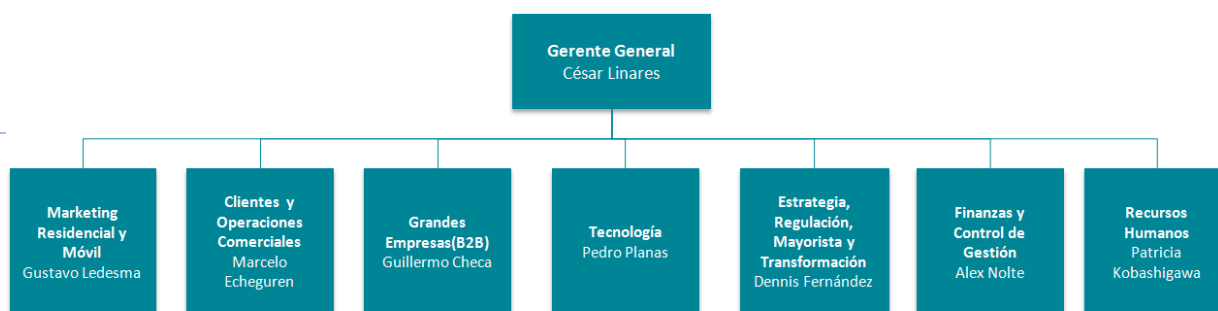 Gerente General
César Linares
Marketing
Residencial y
Móvil
Gustavo Ledesma
Clientes y
Operaciones
Comerciales
Marcelo
Echeguren
Grandes
Empresas(B2B)
Guillermo Checa
Tecnología
Pedro Planas
Estrategia,
Regulación,
Mayorista y
Transformación
Dennis Fernández
Finanzas y
Control de
Gestión
Alex Nolte
Recursos
Humanos
Patricia
Kobashigawa